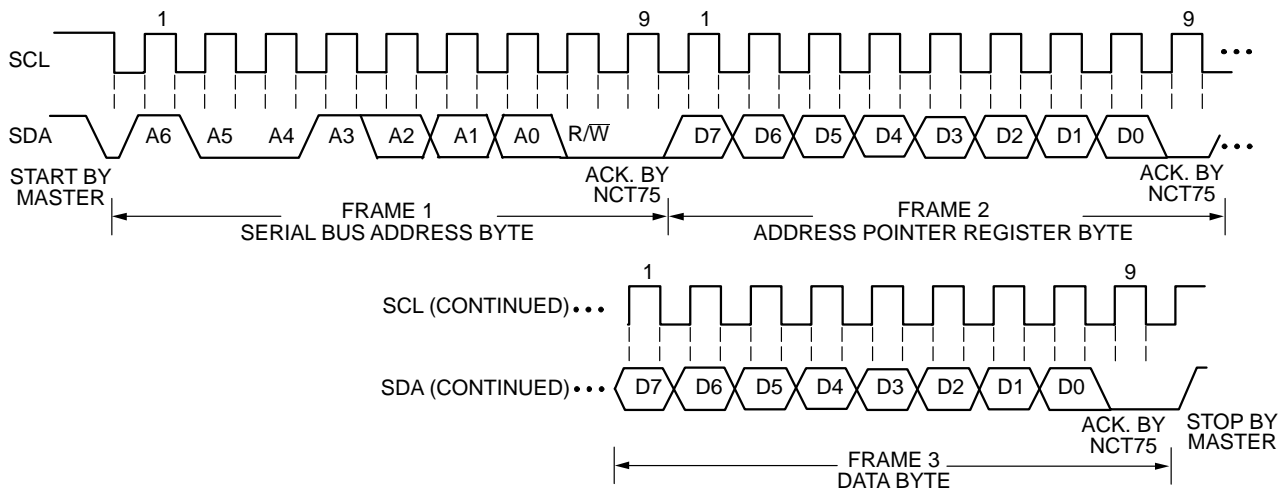 1 9 1 9
SCL
SDA A6 A5 A4 A3 A2 A1 A0 R/W̅ D7 D6 D5 D4 D3 D2 D1 D0
START BY
MASTER
ACK. BY
NCT75
ACK. BY
NCT75
FRAME 1
SERIAL BUS ADDRESS BYTE
FRAME 2
ADDRESS POINTER REGISTER BYTE
1 9
SCL (CONTINUED)
SDA (CONTINUED) D7 D6 D5 D4 D3 D2 D1 D0
ACK. BY
NCT75
STOP BY
MASTER
FRAME 3
DATA BYTE